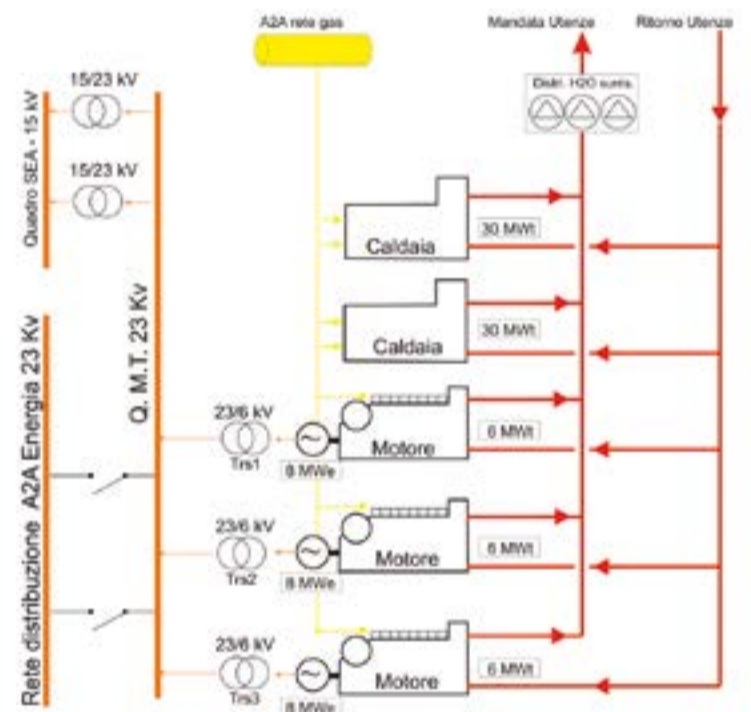 A2A rete gas
Mandata Utenze
Ritorno Utenze
15/23 kV
Distri. H2O surris.
15/23 kV
Quadro SEA - 15 kV
Q. M.T. 23 Kv
Rete distribuzione A2A Energia 23 Kv
Caldaia
30 MWt
Caldaia
30 MWt
23/6 kV
Trs1
8 MWe
Motore
6 MWt
23/6 kV
Trs2
8 MWe
Motore
6 MWt
23/6 kV
Trs3
8 MWe
Motore
6 MWt